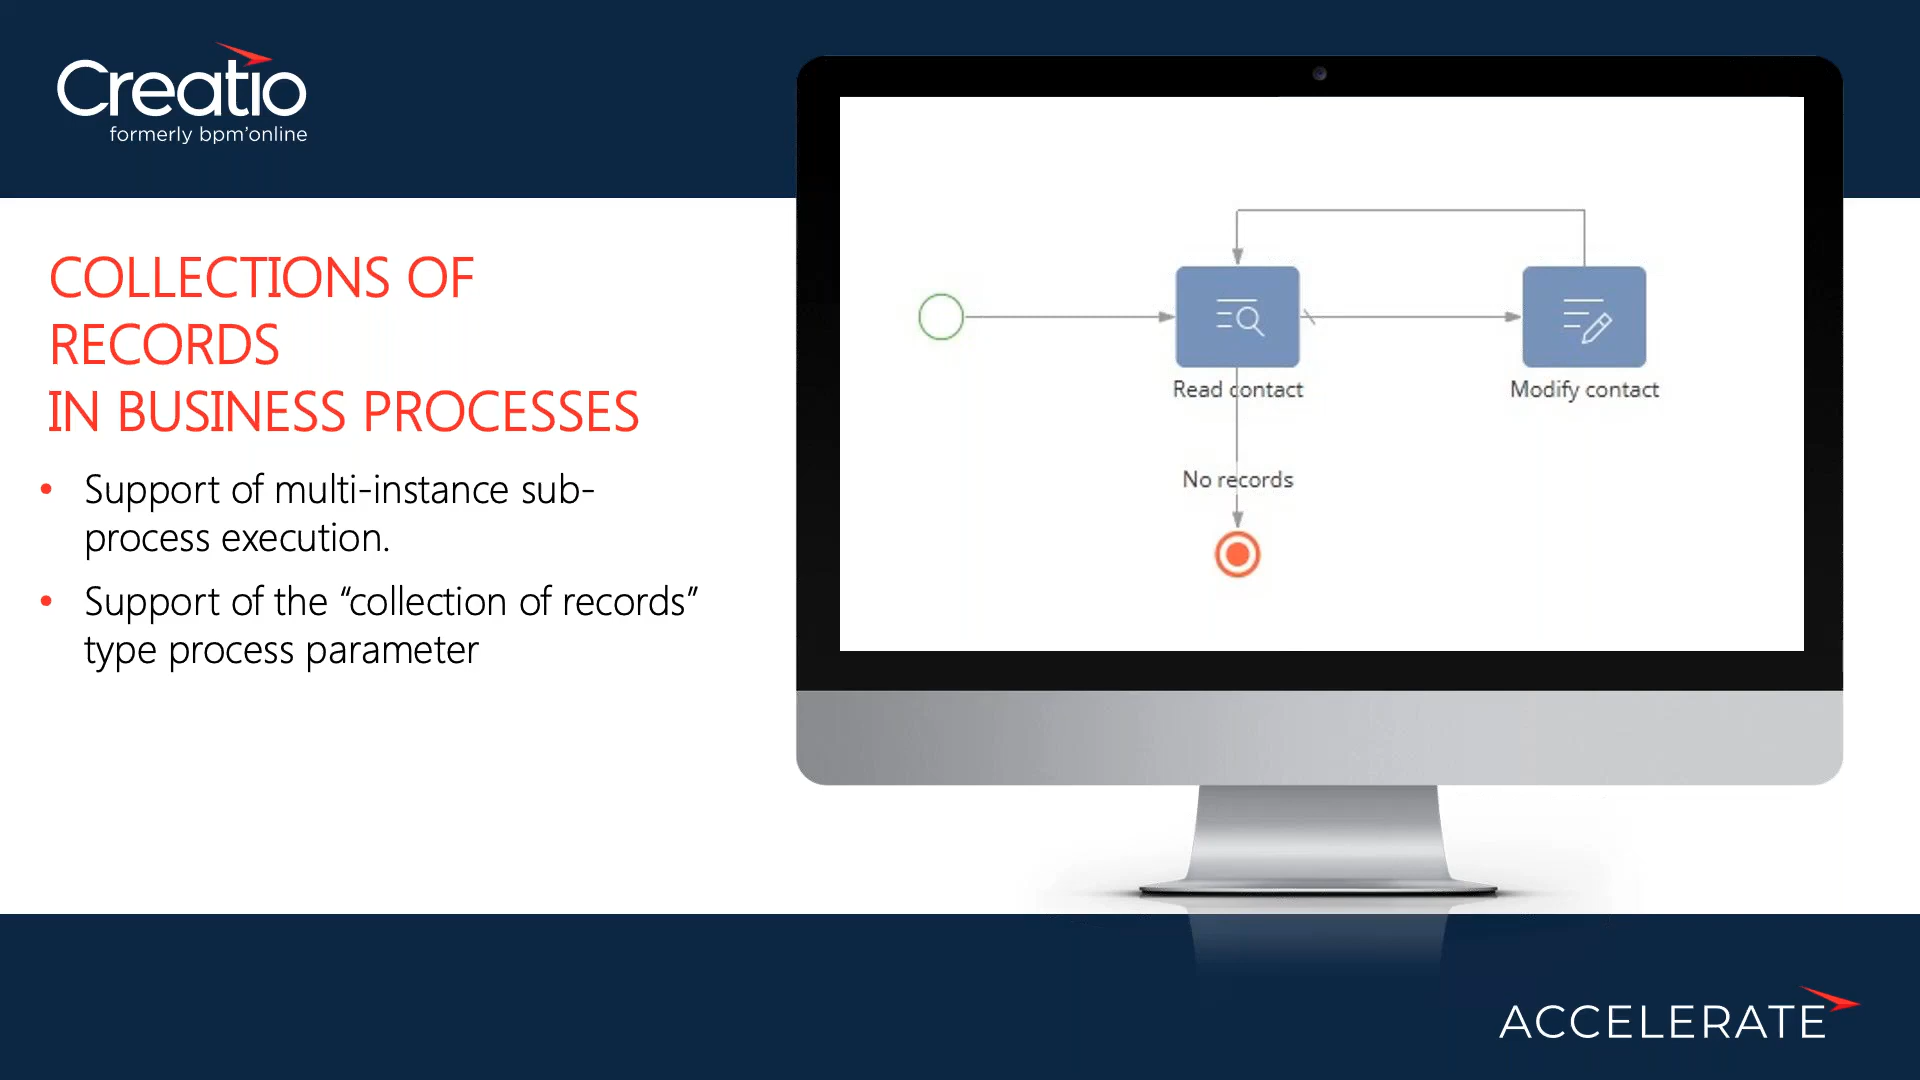 Creatio
formerly bpm'online
COLLECTIONS OF
RECORDS
IN BUSINESS PROCESSES
• Support of multi-instance sub-
process execution.
• Support of the “collection of records”
type process parameter
Read contact
Modify contact
No records
ACCELERATE